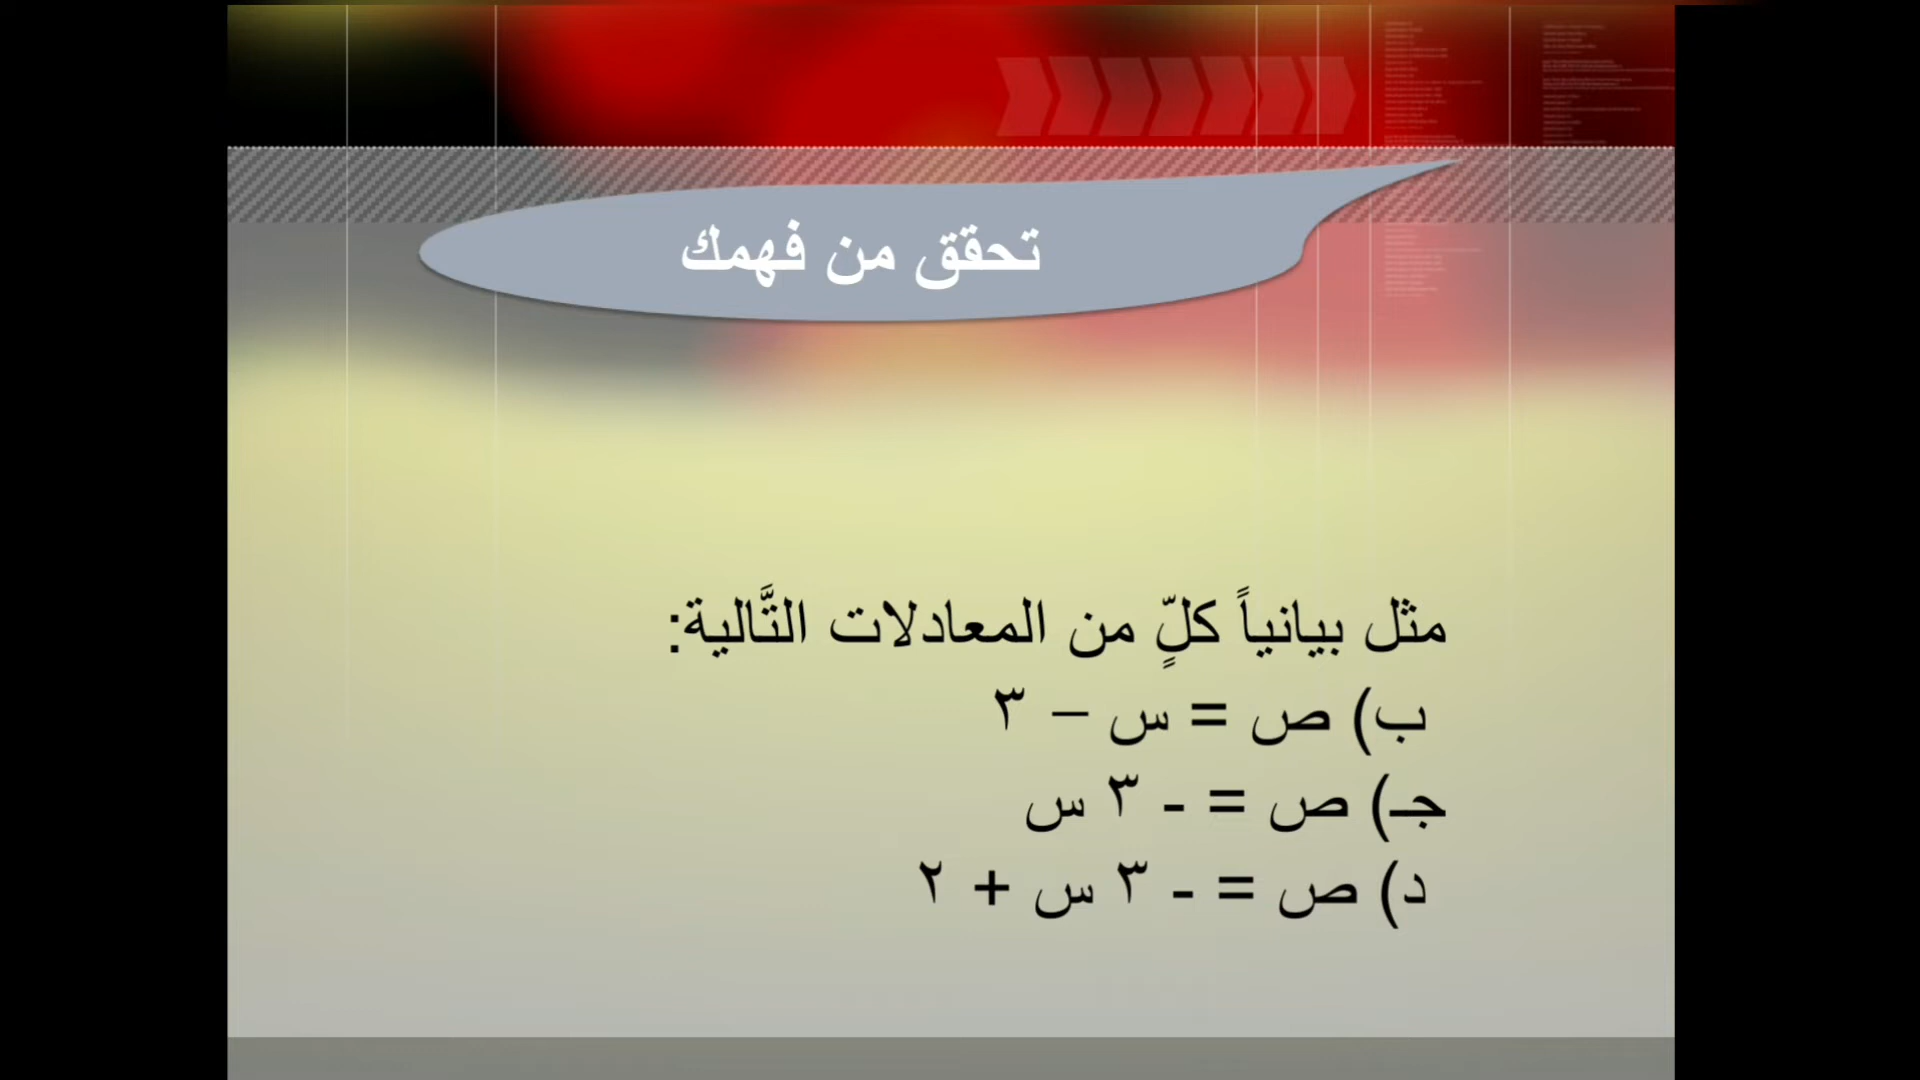 تحقق من فهمك
مثل بيانياً كلٍّ من المعادلات التَّالية:
ب) ص = س – ٣
جـ) ص = - ٣ س
د) ص = - ٣ س + ٢